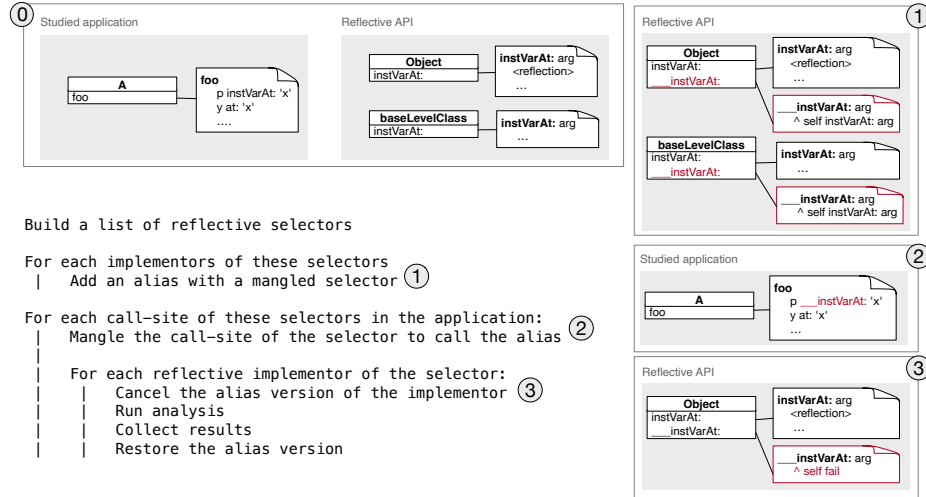 0
Studied application
A
foo
foo
p instVarAt: 'x'
y at: 'x'
....
Reflective API
Object
instVarAt:
instVarAt: arg
<reflection>
...
baseLevelClass
instVarAt:
instVarAt: arg
...
1
Reflective API
Object
instVarAt:
___instVarAt:
instVarAt: arg
<reflection>
...
___instVarAt: arg
^ self instVarAt: arg
baseLevelClass
instVarAt:
___instVarAt:
instVarAt: arg
...
___instVarAt: arg
^ self instVarAt: arg
Build a list of reflective selectors
For each implementors of these selectors
| Add an alias with a mangled selector 1
For each call-site of these selectors in the application:
| Mangle the call-site of the selector to call the alias 2
|
| For each reflective implementor of the selector:
| | Cancel the alias version of the implementor 3
| | Run analysis
| | Collect results
| | Restore the alias version
2
Studied application
A
foo
foo
p ___instVarAt: 'x'
y at: 'x'
...
3
Reflective API
Object
instVarAt:
___instVarAt:
instVarAt: arg
<reflection>
...
___instVarAt: arg
^ self fail